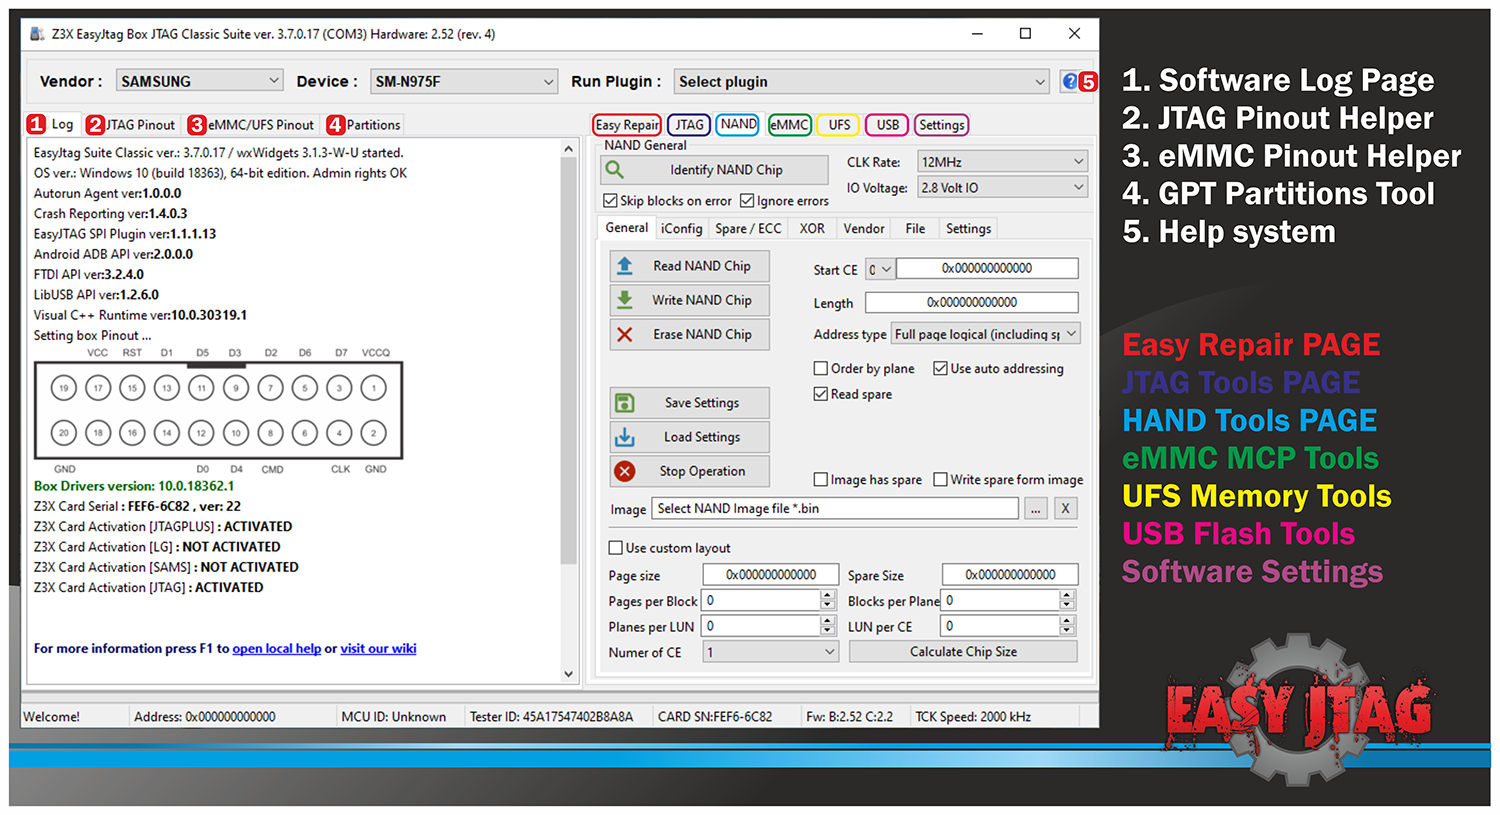 Z3X EasyJtag Box JTAG Classic Suite ver. 3.7.0.17 (COM3) Hardware: 2.52 (rev. 4)
Vendor : SAMSUNG Device : SM-N975F Run Plugin : Select plugin ? 5
1 Log 2 JTAG Pinout 3 eMMC/UFS Pinout 4 Partitions
EasyJtag Suite Classic ver.: 3.7.0.17 / wxWidgets 3.1.3-W-U started.
OS ver.: Windows 10 (build 18363), 64-bit edition. Admin rights OK
Autorun Agent ver:1.0.0.0
Crash Reporting ver:1.4.0.3
EasyJTAG SPI Plugin ver:1.1.1.13
Android ADB API ver:2.0.0.0
FTDI API ver:3.2.4.0
LibUSB API ver:1.2.6.0
Visual C++ Runtime ver:10.0.30319.1
Setting box Pinout ...
VCC RST D1 D5 D3 D2 D6 D7 VCCQ
19 17 15 13 11 9 7 5 3 1
20 18 16 14 12 10 8 6 4 2
GND D0 D4 CMD CLK GND
Box Drivers version: 10.0.18362.1
Z3X Card Serial : FEF6-6C82 , ver: 22
Z3X Card Activation [JTAGPLUS] : ACTIVATED
Z3X Card Activation [LG] : NOT ACTIVATED
Z3X Card Activation [SAMS] : NOT ACTIVATED
Z3X Card Activation [JTAG] : ACTIVATED
For more information press F1 to open local help or visit our wiki
Easy Repair JTAG NAND eMMC UFS USB Settings
NAND General
Identify NAND Chip
CLK Rate: 12MHz
IO Voltage: 2.8 Volt IO
Skip blocks on error Ignore errors
General iConfig Spare / ECC XOR Vendor File Settings
Read NAND Chip
Write NAND Chip
Erase NAND Chip
Start CE 0 0x000000000000
Length 0x000000000000
Address type Full page logical (including sp
Order by plane Use auto addressing
Read spare
Save Settings
Load Settings
Stop Operation
Image has spare Write spare form image
Image Select NAND Image file *.bin ... X
Use custom layout
Page size 0x000000000000 Spare Size 0x000000000000
Pages per Block 0 Blocks per Plane 0
Planes per LUN 0 LUN per CE 0
Numer of CE 1 Calculate Chip Size
Welcome! Address: 0x000000000000 MCU ID: Unknown Tester ID: 45A17547402B8A8A CARD SN:FEF6-6C82 Fw: B:2.52 C:2.2 TCK Speed: 2000 kHz
1. Software Log Page
2. JTAG Pinout Helper
3. eMMC Pinout Helper
4. GPT Partitions Tool
5. Help system
Easy Repair PAGE
JTAG Tools PAGE
HAND Tools PAGE
eMMC MCP Tools
UFS Memory Tools
USB Flash Tools
Software Settings
EASY JTAG